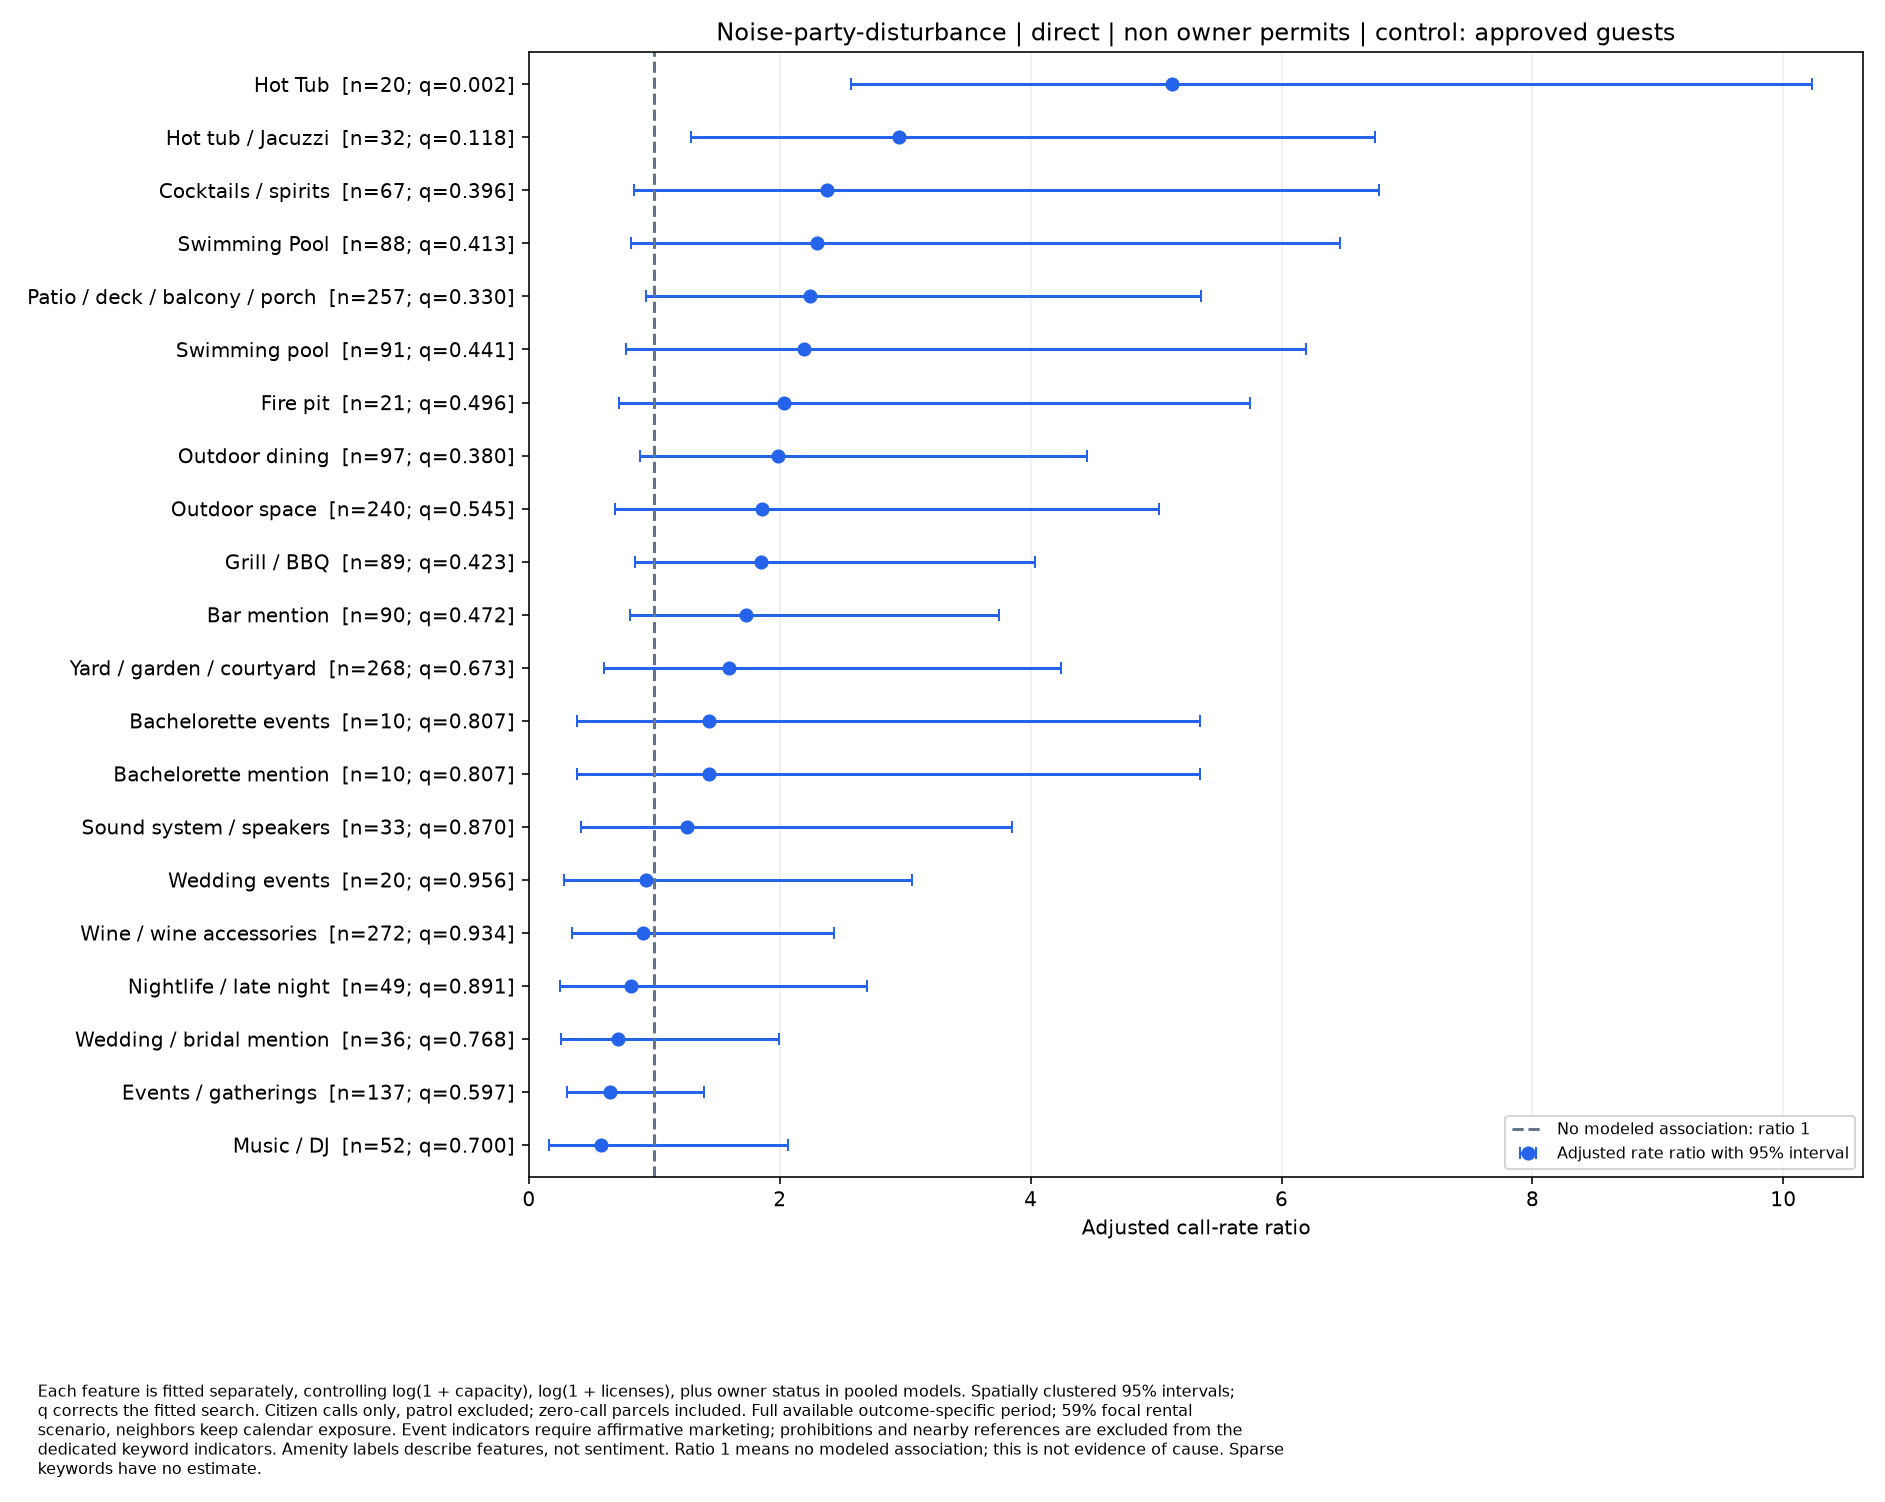 Noise-party-disturbance | direct | non owner permits | control: approved guests
Hot Tub [n=20; q=0.002]
Hot tub / Jacuzzi [n=32; q=0.118]
Cocktails / spirits [n=67; q=0.396]
Swimming Pool [n=88; q=0.413]
Patio / deck / balcony / porch [n=257; q=0.330]
Swimming pool [n=91; q=0.441]
Fire pit [n=21; q=0.496]
Outdoor dining [n=97; q=0.380]
Outdoor space [n=240; q=0.545]
Grill / BBQ [n=89; q=0.423]
Bar mention [n=90; q=0.472]
Yard / garden / courtyard [n=268; q=0.673]
Bachelorette events [n=10; q=0.807]
Bachelorette mention [n=10; q=0.807]
Sound system / speakers [n=33; q=0.870]
Wedding events [n=20; q=0.956]
Wine / wine accessories [n=272; q=0.934]
Nightlife / late night [n=49; q=0.891]
Wedding / bridal mention [n=36; q=0.768]
Events / gatherings [n=137; q=0.597]
Music / DJ [n=52; q=0.700]
No modeled association: ratio 1
Adjusted rate ratio with 95% interval
0 2 4 6 8 10
Adjusted call-rate ratio
Each feature is fitted separately, controlling log(1 + capacity), log(1 + licenses), plus owner status in pooled models. Spatially clustered 95% intervals;
q corrects the fitted search. Citizen calls only, patrol excluded; zero-call parcels included. Full available outcome-specific period; 59% focal rental
scenario, neighbors keep calendar exposure. Event indicators require affirmative marketing; prohibitions and nearby references are excluded from the
dedicated keyword indicators. Amenity labels describe features, not sentiment. Ratio 1 means no modeled association; this is not evidence of cause. Sparse
keywords have no estimate.